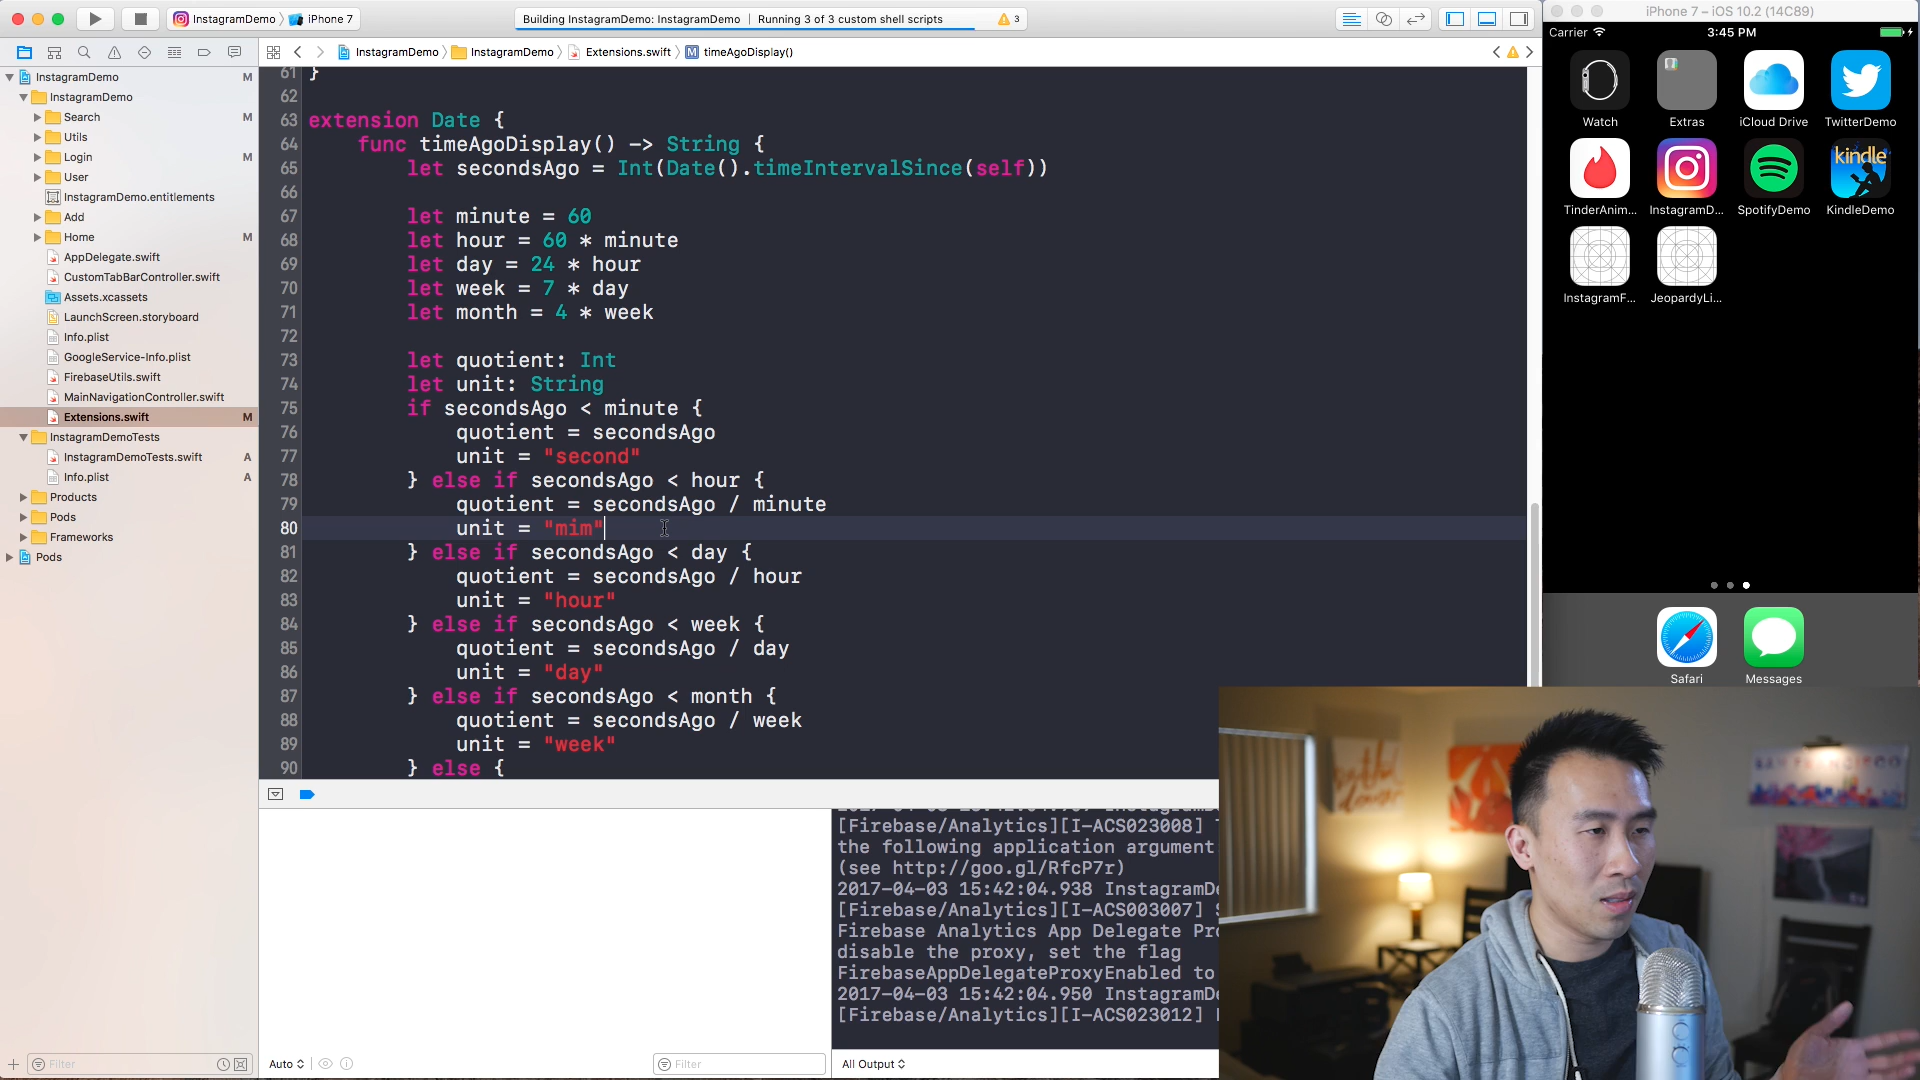 InstagramDemo
iPhone 7
Building InstagramDemo: InstagramDemo | Running 3 of 3 custom shell scripts
3
iPhone 7 – iOS 10.2 (14C89)
InstagramDemo
InstagramDemo
Extensions.swift
M timeAgoDisplay()
InstagramDemo M
InstagramDemo
Search M
Utils
Login M
User
InstagramDemo.entitlements
Add
Home M
AppDelegate.swift
CustomTabBarController.swift
Assets.xcassets
LaunchScreen.storyboard
Info.plist
GoogleService-Info.plist
FirebaseUtils.swift
MainNavigationController.swift
Extensions.swift M
InstagramDemoTests
InstagramDemoTests.swift A
Info.plist A
Products
Pods
Frameworks
Pods
Filter
61 }
62
63 extension Date {
64 func timeAgoDisplay() -> String {
65 let secondsAgo = Int(Date().timeIntervalSince(self))
66
67 let minute = 60
68 let hour = 60 * minute
69 let day = 24 * hour
70 let week = 7 * day
71 let month = 4 * week
72
73 let quotient: Int
74 let unit: String
75 if secondsAgo < minute {
76 quotient = secondsAgo
77 unit = "second"
78 } else if secondsAgo < hour {
79 quotient = secondsAgo / minute
80 unit = "mim"
81 } else if secondsAgo < day {
82 quotient = secondsAgo / hour
83 unit = "hour"
84 } else if secondsAgo < week {
85 quotient = secondsAgo / day
86 unit = "day"
87 } else if secondsAgo < month {
88 quotient = secondsAgo / week
89 unit = "week"
90 } else {
[Firebase/Analytics][I-ACS023008]
the following application argument
(see http://goo.gl/RfcP7r)
2017-04-03 15:42:04.938 InstagramDe
[Firebase/Analytics][I-ACS003007] S
Firebase Analytics App Delegate Pro
disable the proxy, set the flag
FirebaseAppDelegateProxyEnabled to
2017-04-03 15:42:04.950 InstagramDe
[Firebase/Analytics][I-ACS023012]
Auto
Filter
All Output
Carrier 3:45 PM
Watch Extras iCloud Drive TwitterDemo
kindle
TinderAnim... InstagramD... SpotifyDemo KindleDemo
InstagramF... JeopardyLi...
Safari Messages
SAN FRANCISCO